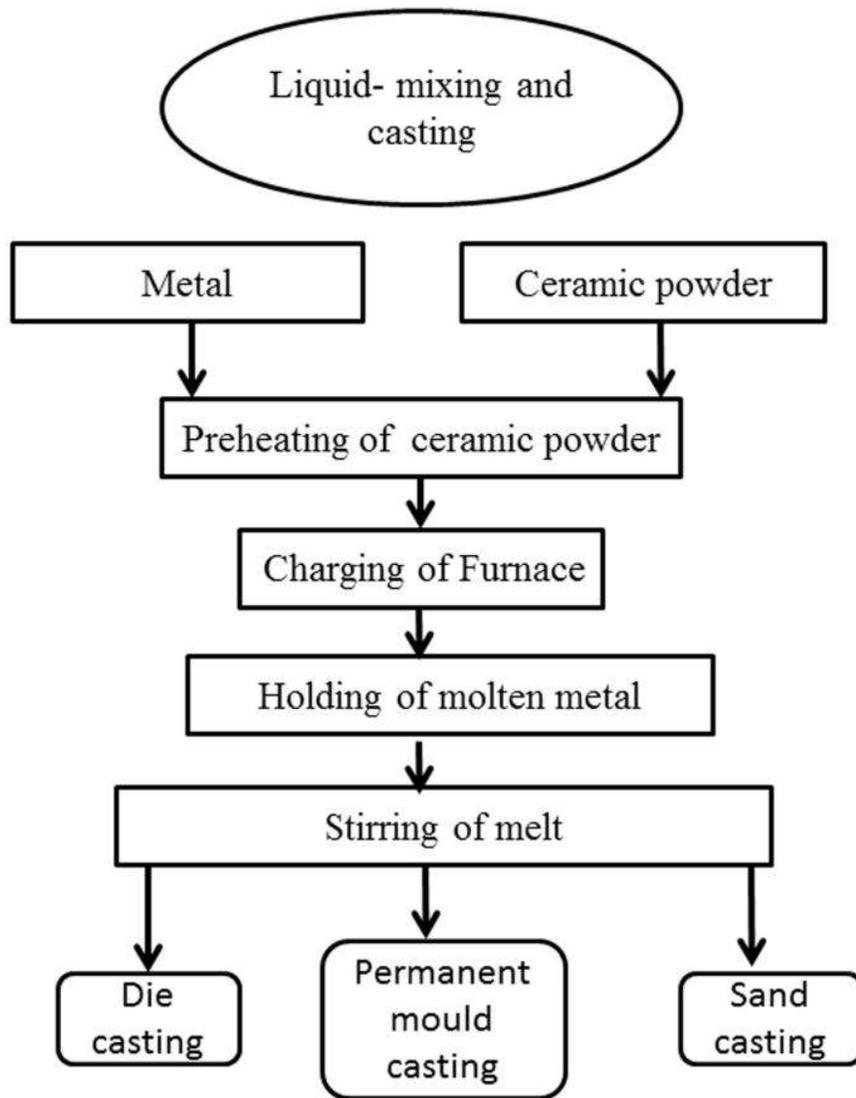 Liquid- mixing and
casting
Metal
Ceramic powder
Preheating of ceramic powder
Charging of Furnace
Holding of molten metal
Stirring of melt
Die
casting
Permanent
mould
casting
Sand
casting